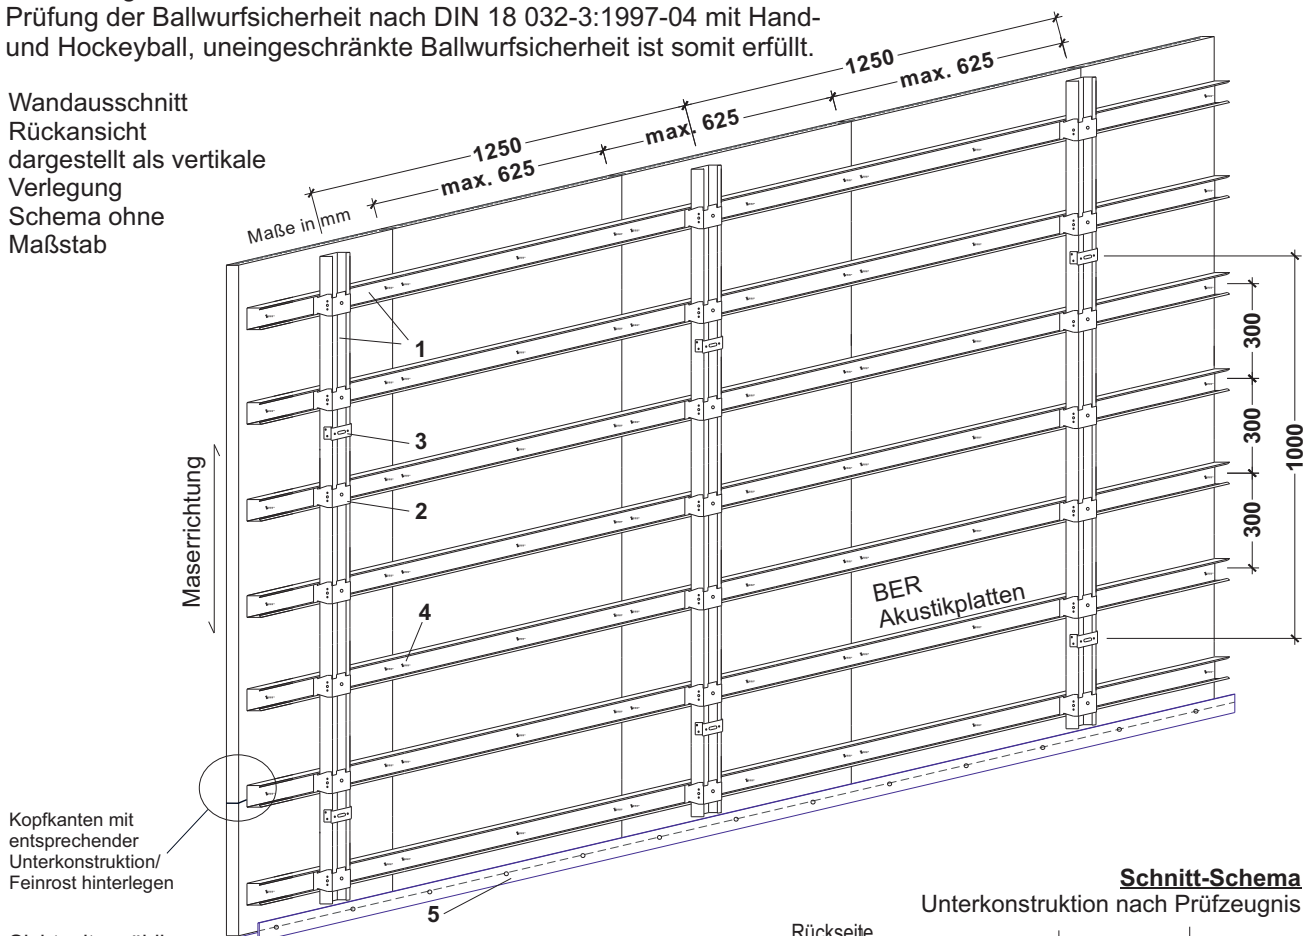 Prüfung der Ballwurfsicherheit nach DIN 18 032-3:1997-04 mit Hand-
und Hockeyball, uneingeschränkte Ballwurfsicherheit ist somit erfüllt.
Wandausschnitt
Rückansicht
dargestellt als vertikale
Verlegung
Schema ohne
Maßstab
Maße in mm
1250
max. 625
max. 625
1250
max. 625
1
3
2
4
5
300
300
300
1000
Maserrichtung
BER
Akustikplatten
Kopfkanten mit
entsprechender
Unterkonstruktion/
Feinrost hinterlegen
Schnitt-Schema
Unterkonstruktion nach Prüfzeugnis
Rückseite